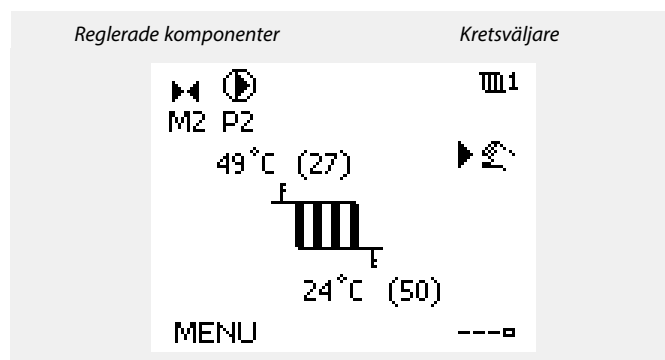 Reglerade komponenter Kretsväljare
1
M2 P2
49°C (27)
24°C (50)
MENU ---